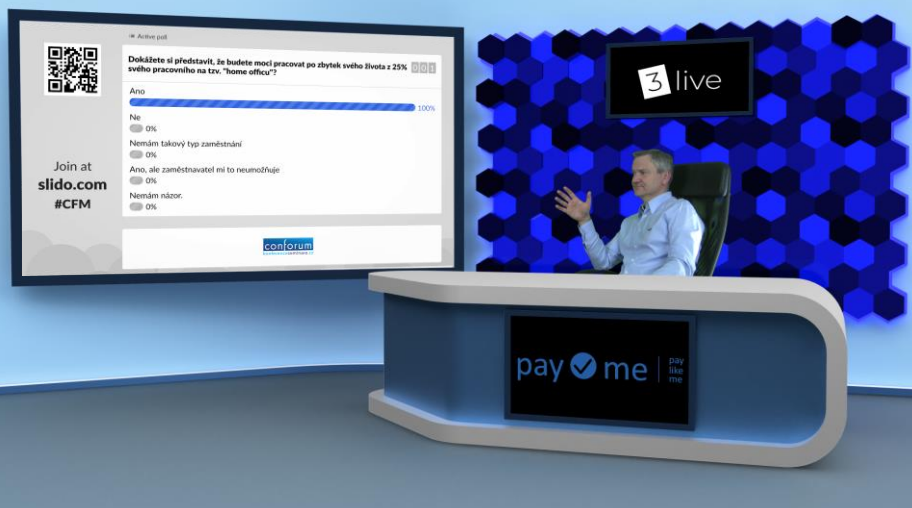 Active poll
Dokážete si představit, že budete moci pracovat po zbytek svého života z 25%
svého pracovního na tzv. "home officu"?
001
Ano
100%
Ne
0%
Nemám takový typ zaměstnání
0%
Ano, ale zaměstnavatel mi to neumožňuje
0%
Nemám názor.
0%
Join at
slido.com
#CFM
conforum
3 live
pay me
pay
like
me